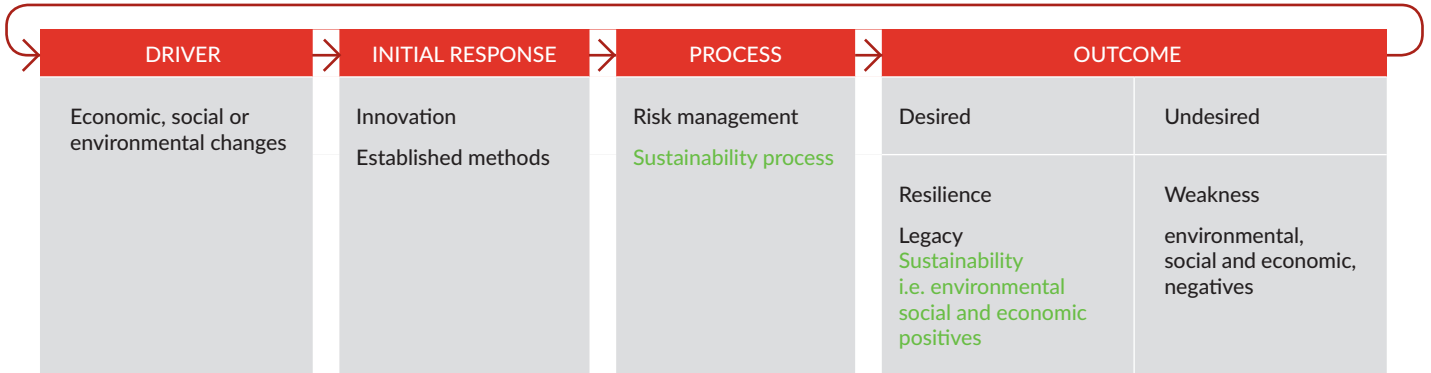 DRIVER
INITIAL RESPONSE
PROCESS
OUTCOME
Economic, social or
environmental changes
Innovation
Established methods
Risk management
Sustainability process
Desired
Undesired
Resilience
Legacy
Sustainability
i.e. environmental
social and economic
positives
Weakness
environmental,
social and economic,
negatives